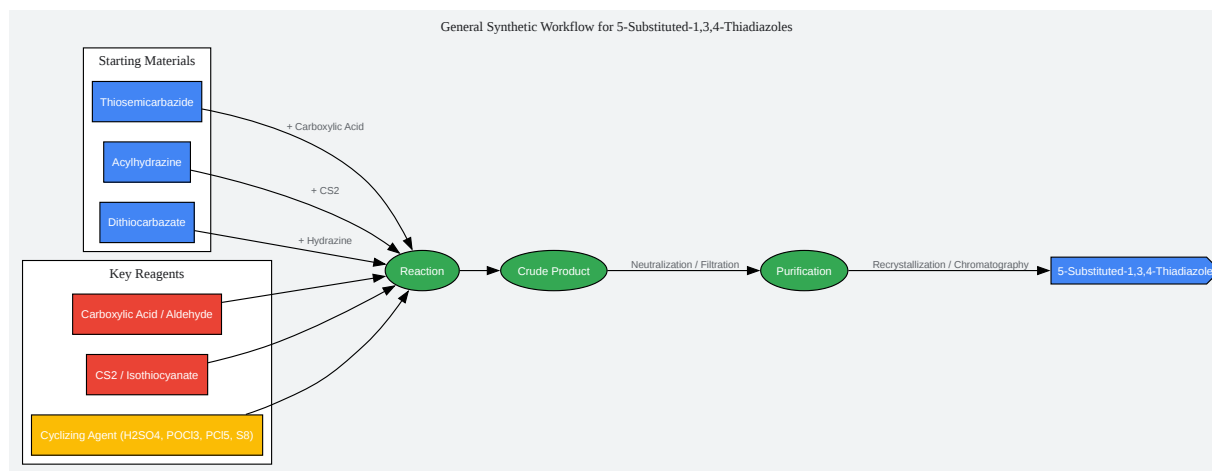 General Synthetic Workflow for 5-Substituted-1,3,4-Thiadiazoles
Starting Materials
Thiosemicarbazide
+ Carboxylic Acid
Acylhydrazine
+ CS2
Dithiocarbazate
+ Hydrazine
Key Reagents
Reaction
Crude Product
Neutralization / Filtration
Purification
Recrystallization / Chromatography
5-Substituted-1,3,4-Thiadiazole
Carboxylic Acid / Aldehyde
CS2 / Isothiocyanate
Cyclizing Agent (H2SO4, POCl3, PCl5, S8)